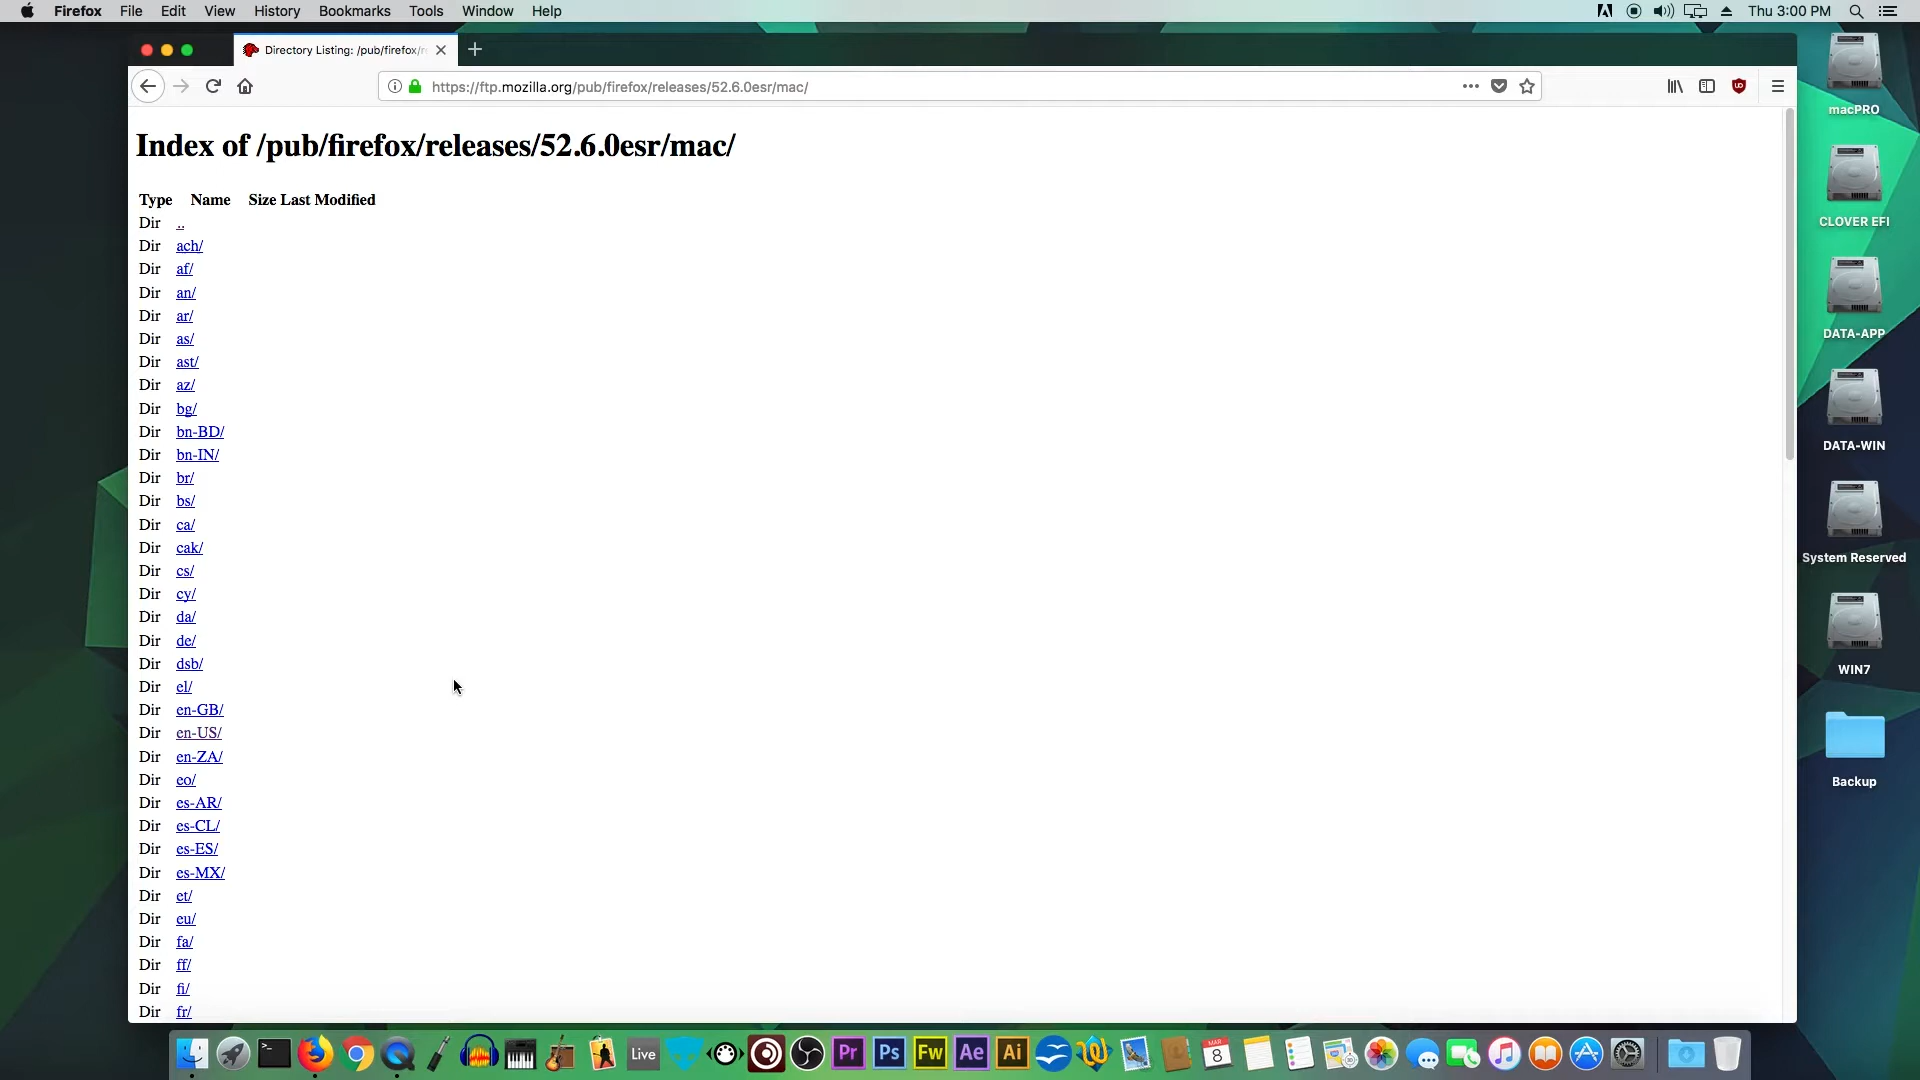 Firefox File Edit View History Bookmarks Tools Window Help Thu 3:00 PM
Directory Listing: /pub/firefox/r
https://ftp.mozilla.org/pub/firefox/releases/52.6.0esr/mac/
Index of /pub/firefox/releases/52.6.0esr/mac/
Type Name Size Last Modified
Dir ..
Dir ach/
Dir af/
Dir an/
Dir ar/
Dir as/
Dir ast/
Dir az/
Dir bg/
Dir bn-BD/
Dir bn-IN/
Dir br/
Dir bs/
Dir ca/
Dir cak/
Dir cs/
Dir cy/
Dir da/
Dir de/
Dir dsb/
Dir el/
Dir en-GB/
Dir en-US/
Dir en-ZA/
Dir eo/
Dir es-AR/
Dir es-CL/
Dir es-ES/
Dir es-MX/
Dir et/
Dir eu/
Dir fa/
Dir ff/
Dir fi/
Dir fr/
macPRO
CLOVER EFI
DATA-APP
DATA-WIN
System Reserved
WIN7
Backup
Live Pr Ps Fw Ae Ai MAR 8